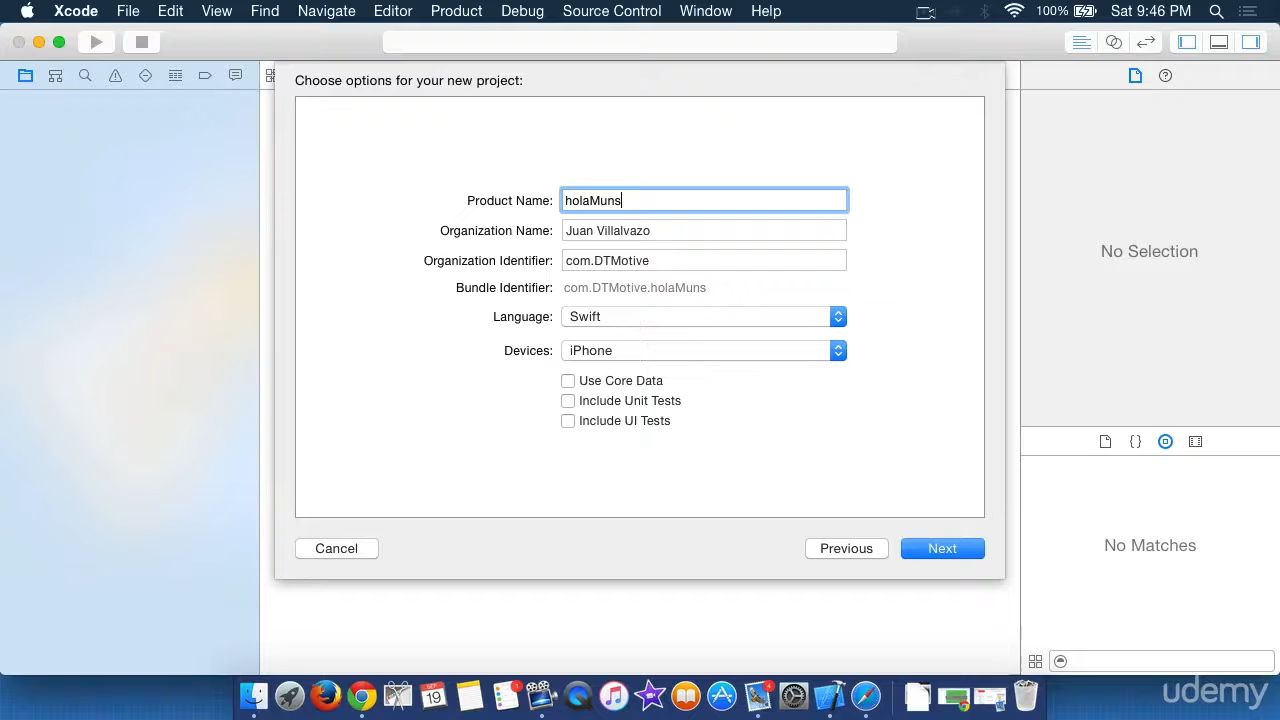 Xcode File Edit View Find Navigate Editor Product Debug Source Control Window Help 100% Sat 9:46 PM
Choose options for your new project:
Product Name: holaMuns
Organization Name: Juan Villalvazo
Organization Identifier: com.DTMotive
Bundle Identifier: com.DTMotive.holaMuns
Language: Swift
Devices: iPhone
Use Core Data
Include Unit Tests
Include UI Tests
Cancel Previous Next
No Selection
No Matches
19
udemy